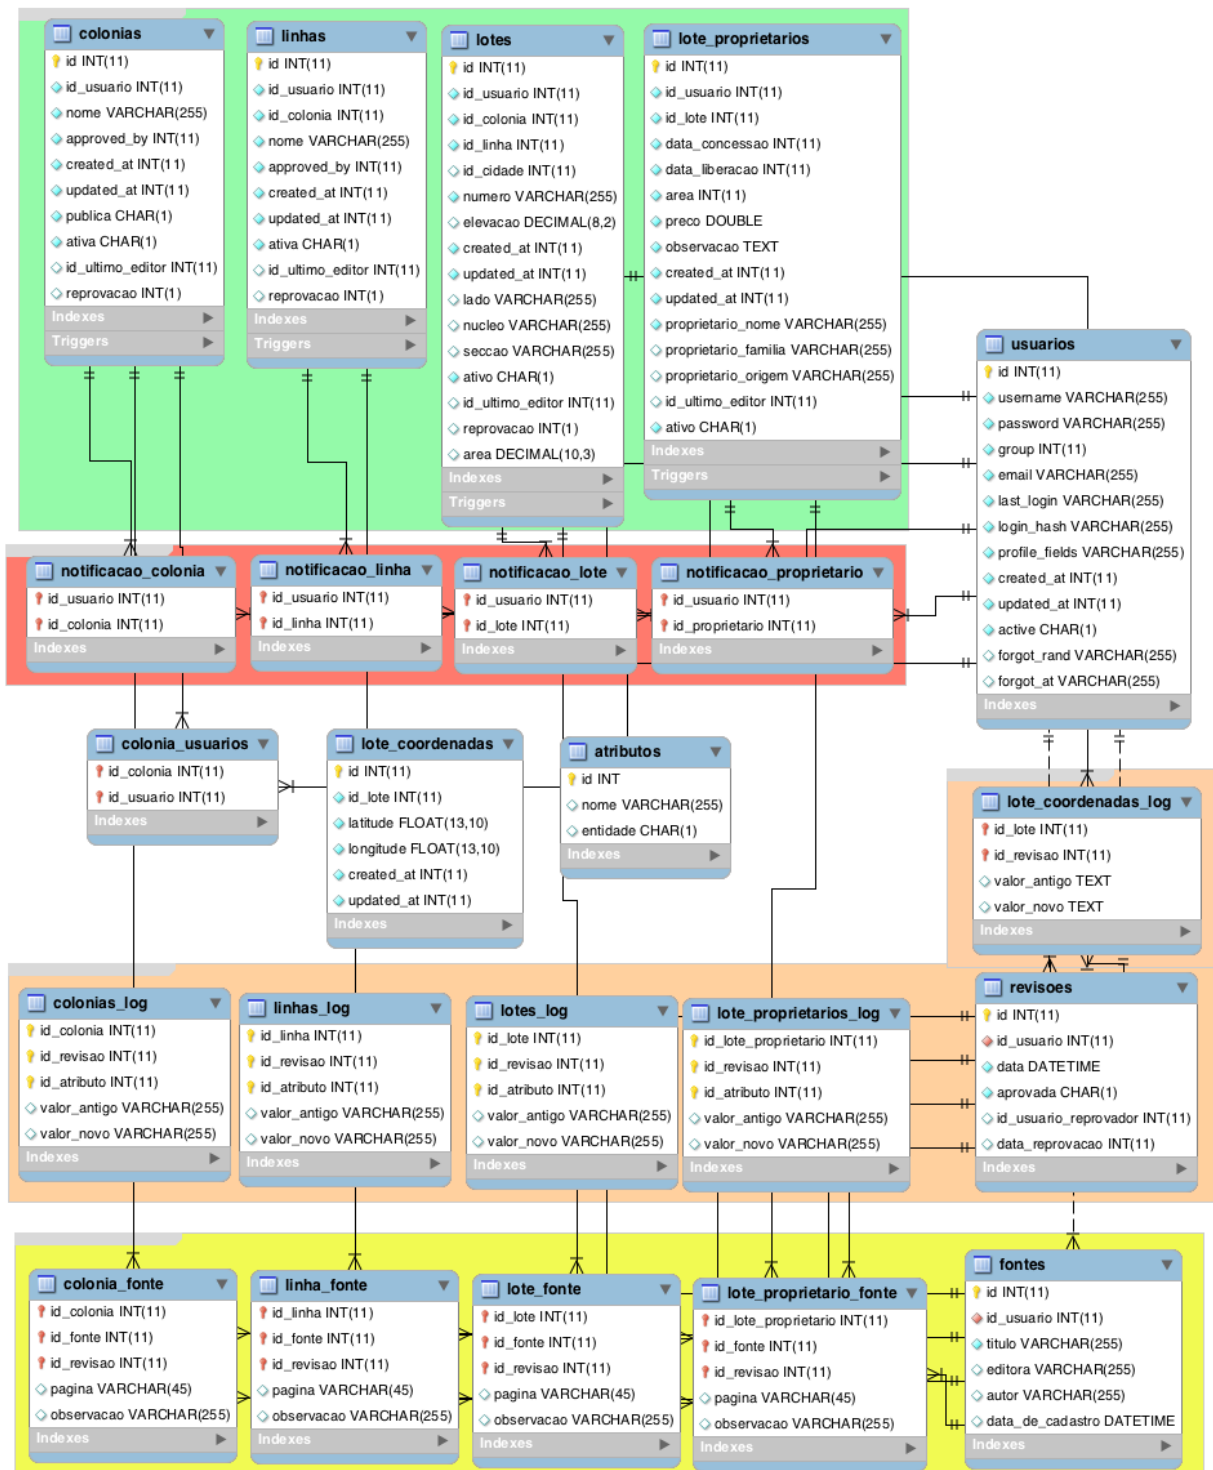 colonias
id INT(11)
id_usuario INT(11)
nome VARCHAR(255)
approved_by INT(11)
created_at INT(11)
updated_at INT(11)
publica CHAR(1)
ativa CHAR(1)
id_ultimo_editor INT(11)
reprovacao INT(1)
Indexes
Triggers
linhas
id INT(11)
id_usuario INT(11)
id_colonia INT(11)
nome VARCHAR(255)
approved_by INT(11)
created_at INT(11)
updated_at INT(11)
ativa CHAR(1)
id_ultimo_editor INT(11)
reprovacao INT(1)
Indexes
Triggers
lotes
id INT(11)
id_usuario INT(11)
id_colonia INT(11)
id_linha INT(11)
id_cidade INT(11)
numero VARCHAR(255)
elevacao DECIMAL(8,2)
created_at INT(11)
updated_at INT(11)
lado VARCHAR(255)
nucleo VARCHAR(255)
seccao VARCHAR(255)
ativo CHAR(1)
id_ultimo_editor INT(11)
reprovacao INT(1)
area DECIMAL(10,3)
Indexes
Triggers
lote_proprietarios
id INT(11)
id_usuario INT(11)
id_lote INT(11)
data_concessao INT(11)
data_liberacao INT(11)
area INT(11)
preco DOUBLE
observacao TEXT
created_at INT(11)
updated_at INT(11)
proprietario_nome VARCHAR(255)
proprietario_familia VARCHAR(255)
proprietario_origem VARCHAR(255)
id_ultimo_editor INT(11)
ativo CHAR(1)
Indexes
Triggers
usuarios
id INT(11)
username VARCHAR(255)
password VARCHAR(255)
group INT(11)
email VARCHAR(255)
last_login VARCHAR(255)
login_hash VARCHAR(255)
profile_fields VARCHAR(255)
created_at INT(11)
updated_at INT(11)
active CHAR(1)
forgot_rand VARCHAR(255)
forgot_at VARCHAR(255)
Indexes
notificacao_colonia
id_usuario INT(11)
id_colonia INT(11)
Indexes
notificacao_linha
id_usuario INT(11)
id_linha INT(11)
Indexes
notificacao_lote
id_usuario INT(11)
id_lote INT(11)
Indexes
notificacao_proprietario
id_usuario INT(11)
id_proprietario INT(11)
Indexes
colonia_usuarios
id_colonia INT(11)
id_usuario INT(11)
Indexes
lote_coordenadas
id INT(11)
id_lote INT(11)
latitude FLOAT(13,10)
longitude FLOAT(13,10)
created_at INT(11)
updated_at INT(11)
Indexes
atributos
id INT
nome VARCHAR(255)
entidade CHAR(1)
Indexes
lote_coordenadas_log
id_lote INT(11)
id_revisao INT(11)
valor_antigo TEXT
valor_novo TEXT
Indexes
colonias_log
id_colonia INT(11)
id_revisao INT(11)
id_atributo INT(11)
valor_antigo VARCHAR(255)
valor_novo VARCHAR(255)
Indexes
linhas_log
id_linha INT(11)
id_revisao INT(11)
id_atributo INT(11)
valor_antigo VARCHAR(255)
valor_novo VARCHAR(255)
Indexes
lotes_log
id_lote INT(11)
id_revisao INT(11)
id_atributo INT(11)
valor_antigo VARCHAR(255)
valor_novo VARCHAR(255)
Indexes
lote_proprietarios_log
id_lote_proprietario INT(11)
id_revisao INT(11)
id_atributo INT(11)
valor_antigo VARCHAR(255)
valor_novo VARCHAR(255)
Indexes
revisoes
id INT(11)
id_usuario INT(11)
data DATETIME
aprovada CHAR(1)
id_usuario_reprovador INT(11)
data_reprovacao INT(11)
Indexes
colonia_fonte
id_colonia INT(11)
id_fonte INT(11)
id_revisao INT(11)
pagina VARCHAR(45)
observacao VARCHAR(255)
Indexes
linha_fonte
id_linha INT(11)
id_fonte INT(11)
id_revisao INT(11)
pagina VARCHAR(45)
observacao VARCHAR(255)
Indexes
lote_fonte
id_lote INT(11)
id_fonte INT(11)
id_revisao INT(11)
pagina VARCHAR(45)
observacao VARCHAR(255)
Indexes
lote_proprietario_fonte
id_lote_proprietario INT(11)
id_fonte INT(11)
id_revisao INT(11)
pagina VARCHAR(45)
observacao VARCHAR(255)
Indexes
fontes
id INT(11)
id_usuario INT(11)
titulo VARCHAR(255)
editora VARCHAR(255)
autor VARCHAR(255)
data_de_cadastro DATETIME
Indexes